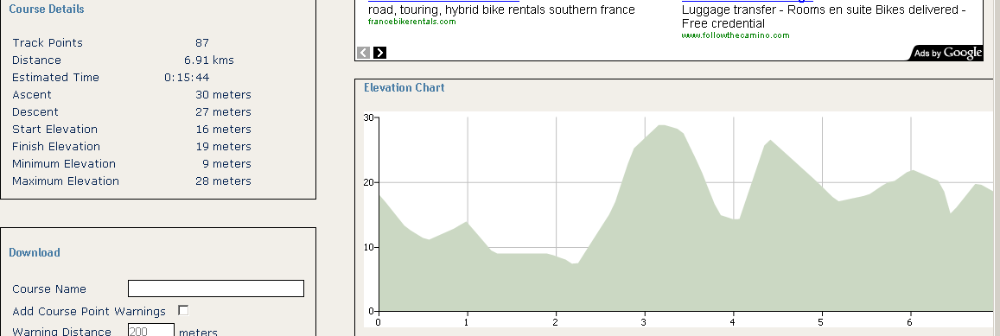 Course Details
Track Points 87
Distance 6.91 kms
Estimated Time 0:15:44
Ascent 30 meters
Descent 27 meters
Start Elevation 16 meters
Finish Elevation 19 meters
Minimum Elevation 9 meters
Maximum Elevation 28 meters
Download
Course Name
Add Course Point Warnings
Warning Distance 200 meters
road, touring, hybrid bike rentals southern france
francebikerentals.com
Luggage transfer - Rooms en suite Bikes delivered -
Free credential
www.followthecamino.com
Ads by Google
Elevation Chart
30
20
10
0
0 1 2 3 4 5 6